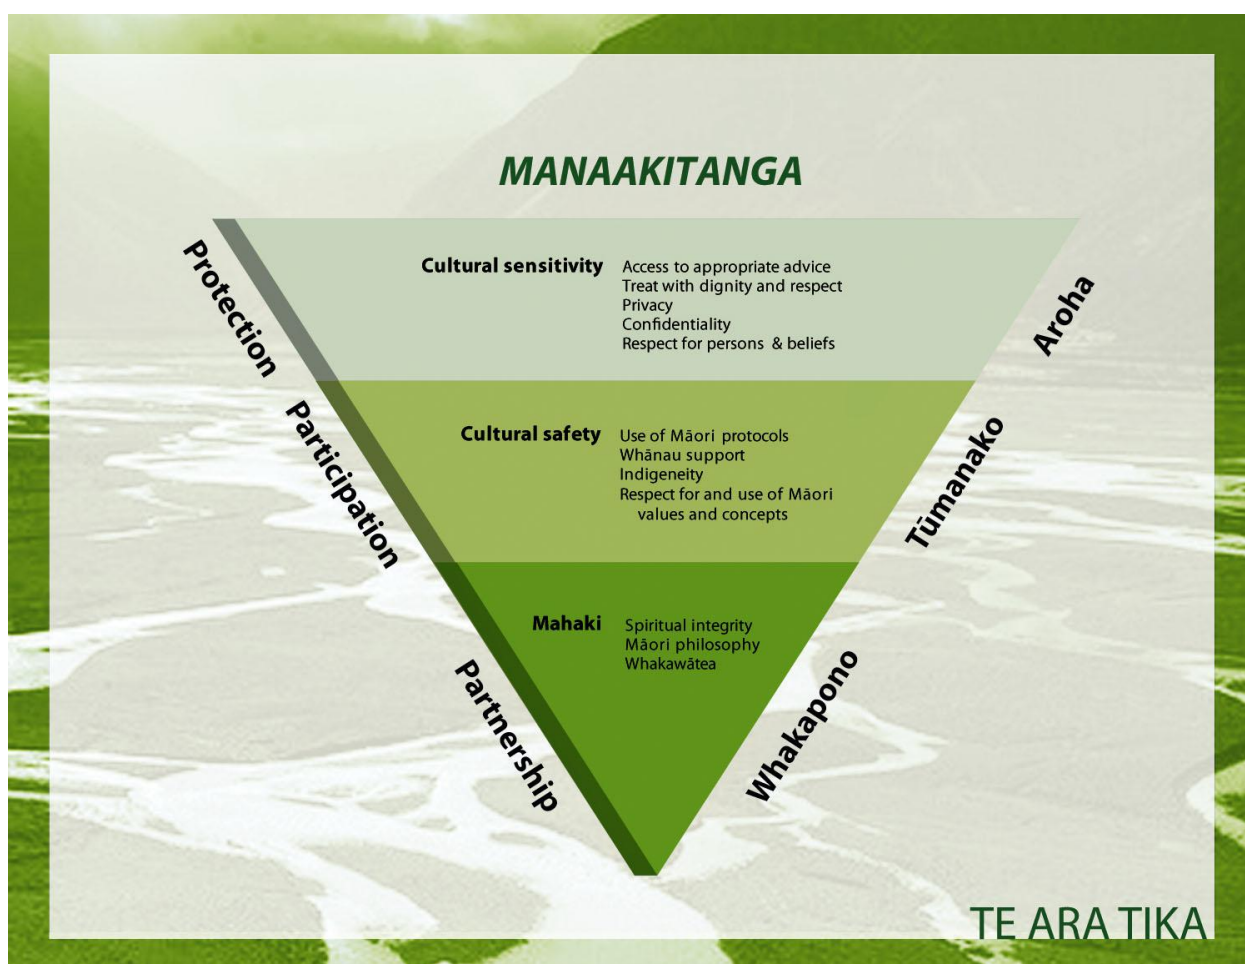 MANAAKITANGA
Protection
Cultural sensitivity
Access to appropriate advice
Treat with dignity and respect
Privacy
Confidentiality
Respect for persons & beliefs
Aroha
Participation
Cultural safety
Use of Māori protocols
Whānau support
Indigeneity
Respect for and use of Māori
values and concepts
Tūmanako
Partnership
Mahaki
Spiritual integrity
Māori philosophy
Whakawātea
Whakapono
TE ARA TIKA